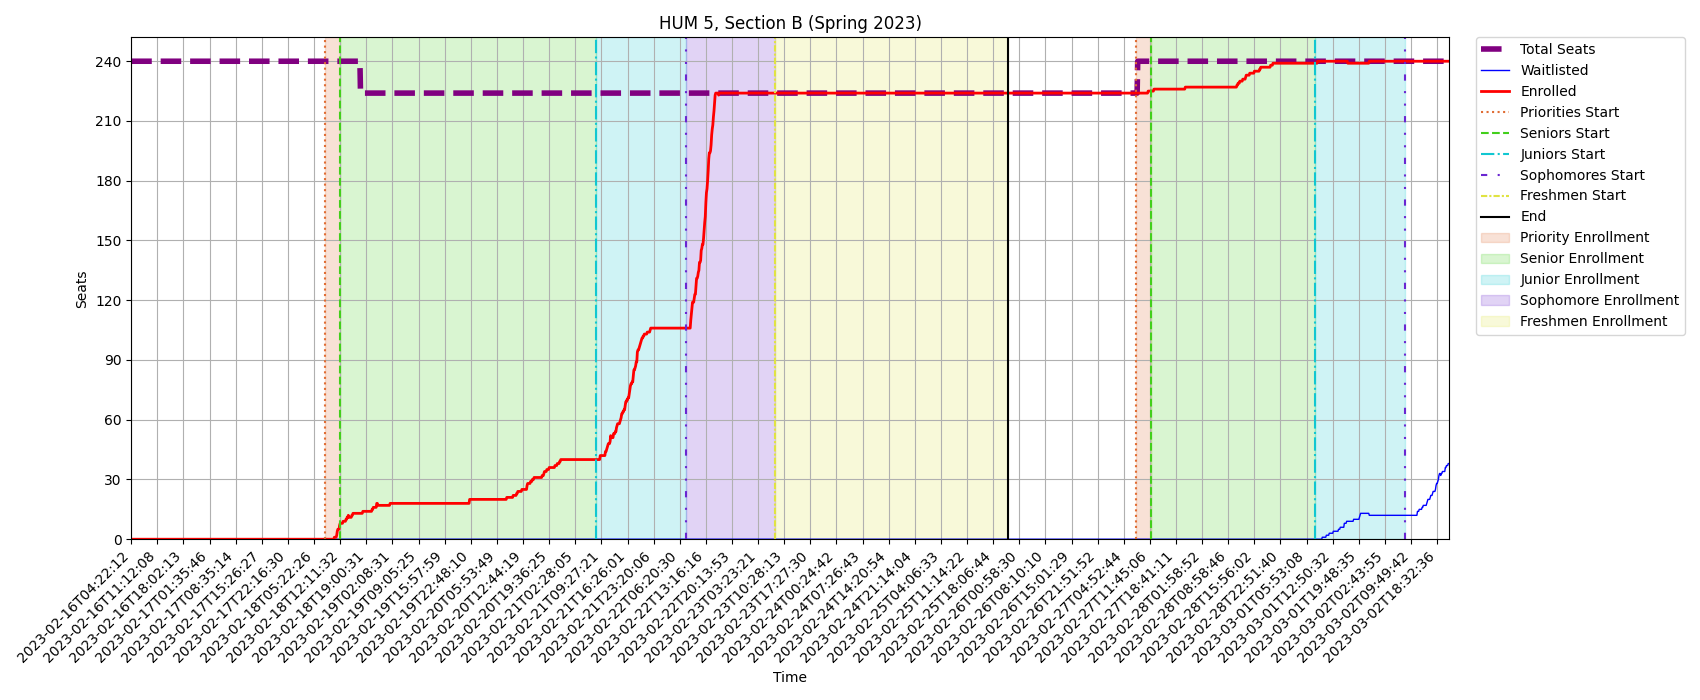 HUM 5, Section B (Spring 2023)
Seats
240
210
180
150
120
90
60
30
0
2023-02-16T04:22:12
2023-02-16T11:12:08
2023-02-16T18:02:13
2023-02-17T01:35:46
2023-02-17T08:35:14
2023-02-17T15:26:27
2023-02-17T22:16:30
2023-02-18T05:22:26
2023-02-18T12:11:32
2023-02-18T19:00:31
2023-02-19T02:08:31
2023-02-19T09:05:25
2023-02-19T15:57:59
2023-02-19T22:48:10
2023-02-20T05:53:49
2023-02-20T12:44:19
2023-02-20T19:36:25
2023-02-21T02:28:05
2023-02-21T09:27:21
2023-02-21T16:26:01
2023-02-21T23:20:06
2023-02-22T06:20:30
2023-02-22T13:16:16
2023-02-22T20:13:53
2023-02-23T03:23:21
2023-02-23T10:28:13
2023-02-23T17:27:30
2023-02-24T00:24:42
2023-02-24T07:26:43
2023-02-24T14:20:54
2023-02-24T21:14:04
2023-02-25T04:06:33
2023-02-25T11:14:22
2023-02-25T18:06:44
2023-02-26T00:58:30
2023-02-26T08:10:10
2023-02-26T15:01:29
2023-02-26T21:51:52
2023-02-27T04:52:44
2023-02-27T11:45:06
2023-02-27T18:41:11
2023-02-28T01:58:52
2023-02-28T08:58:46
2023-02-28T15:56:02
2023-02-28T22:51:40
2023-03-01T05:53:08
2023-03-01T12:50:32
2023-03-01T19:48:35
2023-03-02T02:43:55
2023-03-02T09:49:42
2023-03-02T18:32:36
Time
Total Seats
Waitlisted
Enrolled
Priorities Start
Seniors Start
Juniors Start
Sophomores Start
Freshmen Start
End
Priority Enrollment
Senior Enrollment
Junior Enrollment
Sophomore Enrollment
Freshmen Enrollment